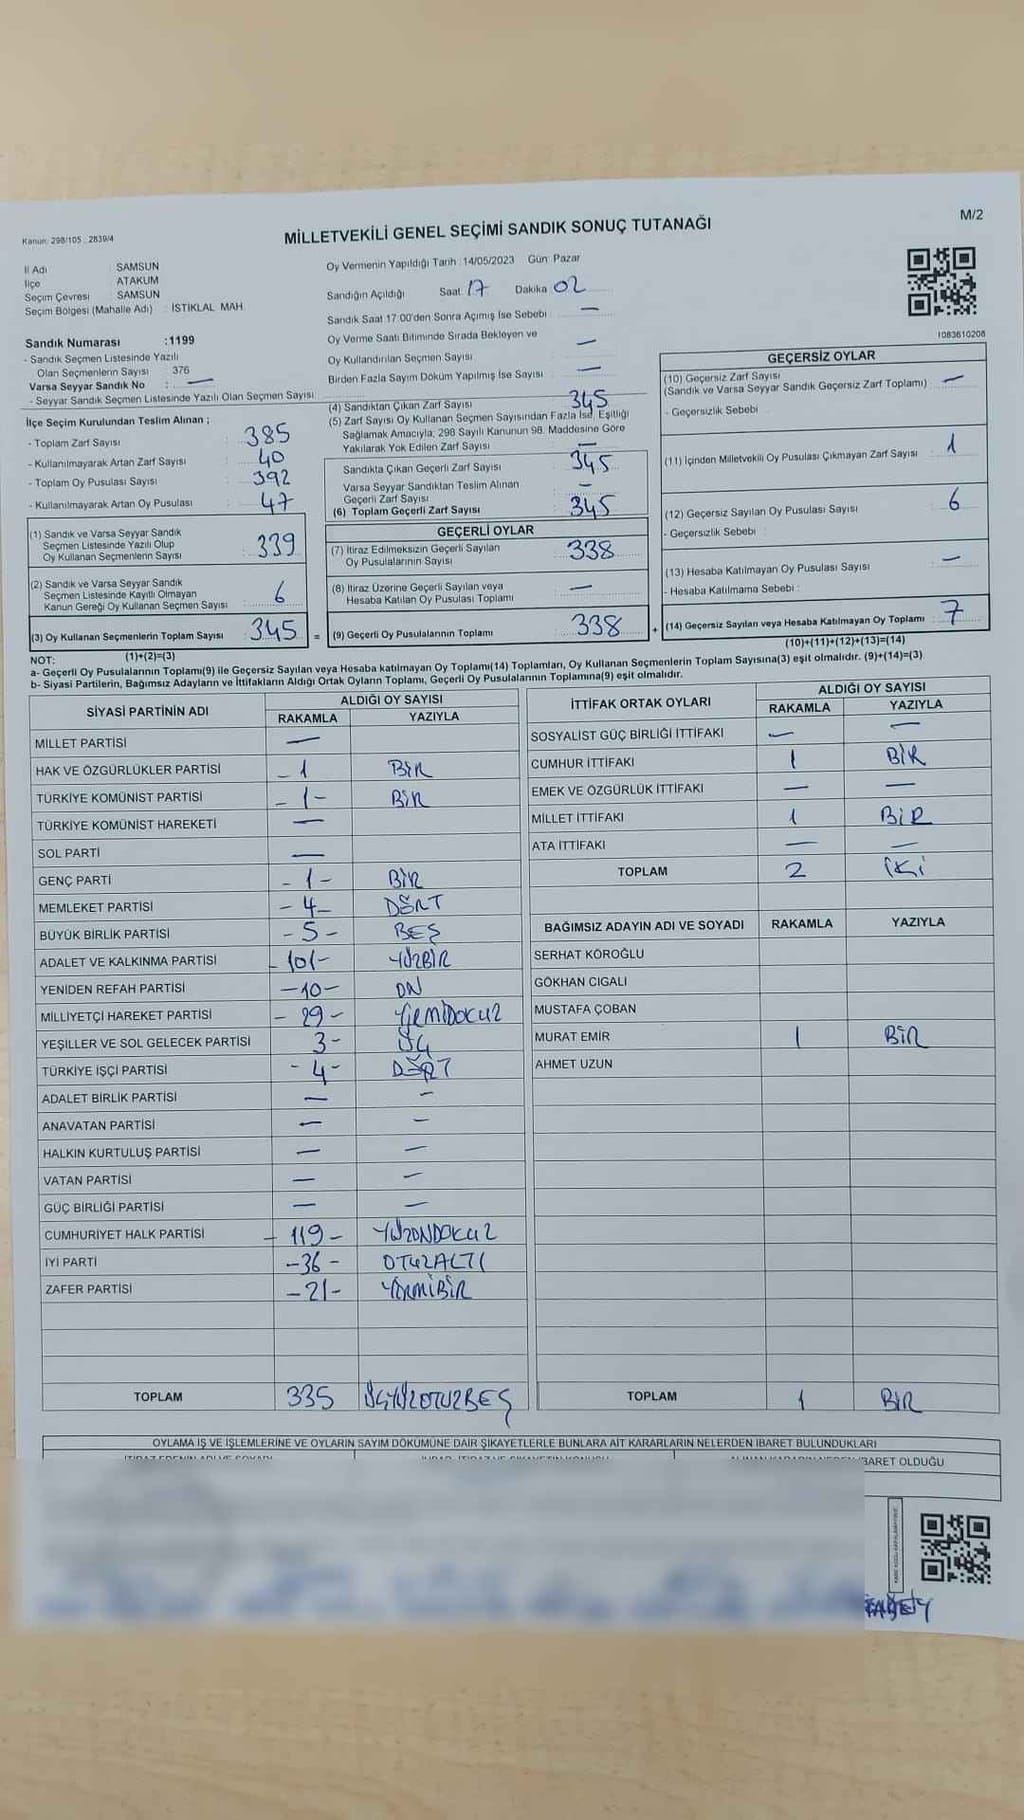 Kanun: 298/105 ; 2839/4
MİLLETVEKİLİ GENEL SEÇİMİ SANDIK SONUÇ TUTANAĞI
M/2
İl Adı SAMSUN
İlçe ATAKUM
Seçim Çevresi SAMSUN
Seçim Bölgesi (Mahalle Adı) : İSTİKLAL MAH
Sandık Numarası :1199
- Sandık Seçmen Listesinde Yazılı
Olan Seçmenlerin Sayısı 376
Varsa Seyyar Sandık No : —
- Seyyar Sandık Seçmen Listesinde Yazılı Olan Seçmen Sayısı
İlçe Seçim Kurulundan Teslim Alınan ;
- Toplam Zarf Sayısı : 385
- Kullanılmayarak Artan Zarf Sayısı : 40
- Toplam Oy Pusulası Sayısı : 392
- Kullanılmayarak Artan Oy Pusulası : 47
(1) Sandık ve Varsa Seyyar Sandık
Seçmen Listesinde Yazılı Olup
Oy Kullanan Seçmenlerin Sayısı : 339
(2) Sandık ve Varsa Seyyar Sandık
Seçmen Listesinde Kayıtlı Olmayan
Kanun Gereği Oy Kullanan Seçmen Sayısı : 6
(3) Oy Kullanan Seçmenlerin Toplam Sayısı : 345 =
(1)+(2)=(3)
Oy Vermenin Yapıldığı Tarih :14/05/2023 Gün: Pazar
Sandığın Açıldığı Saat: 17 Dakika 02
Sandık Saat 17:00'den Sonra Açımış İse Sebebi : —
Oy Verme Saati Bitiminde Sırada Bekleyen ve
Oy Kullandırılan Seçmen Sayısı : —
Birden Fazla Sayım Döküm Yapılmış İse Sayısı : —
(4) Sandıktan Çıkan Zarf Sayısı : 345
(5) Zarf Sayısı Oy Kullanan Seçmen Sayısından Fazla İse, Eşitliği
Sağlamak Amacıyla, 298 Sayılı Kanunun 98. Maddesine Göre
Yakılarak Yok Edilen Zarf Sayısı : —
Sandıkta Çıkan Geçerli Zarf Sayısı : 345
Varsa Seyyar Sandıktan Teslim Alınan
Geçerli Zarf Sayısı : —
(6) Toplam Geçerli Zarf Sayısı : 345
GEÇERLİ OYLAR
(7) İtiraz Edilmeksizin Geçerli Sayılan
Oy Pusulalarının Sayısı : 338
(8) İtiraz Üzerine Geçerli Sayılan veya
Hesaba Katılan Oy Pusulası Toplamı : —
(9) Geçerli Oy Pusulalarının Toplamı : 338 +
1083610208
GEÇERSİZ OYLAR
(10) Geçersiz Zarf Sayısı
(Sandık ve Varsa Seyyar Sandık Geçersiz Zarf Toplamı) : —
- Geçersizlik Sebebi :
(11) İçinden Milletvekili Oy Pusulası Çıkmayan Zarf Sayısı : 1
(12) Geçersiz Sayılan Oy Pusulası Sayısı : 6
- Geçersizlik Sebebi :
(13) Hesaba Katılmayan Oy Pusulası Sayısı : —
- Hesaba Katılmama Sebebi :
(14) Geçersiz Sayılan veya Hesaba Katılmayan Oy Toplamı : 7
(10)+(11)+(12)+(13)=(14)
NOT:
a- Geçerli Oy Pusulalarının Toplamı(9) ile Geçersiz Sayılan veya Hesaba katılmayan Oy Toplamı(14) Toplamları, Oy Kullanan Seçmenlerin Toplam Sayısına(3) eşit olmalıdır. (9)+(14)=(3)
b- Siyasi Partilerin, Bağımsız Adayların ve İttifakların Aldığı Oyların Toplamı, Geçerli Oy Pusulalarının Toplamına(9) eşit olmalıdır.
SİYASİ PARTİNİN ADI ALDIĞI OY SAYISI
RAKAMLA YAZIYLA
MİLLET PARTİSİ —
HAK VE ÖZGÜRLÜKLER PARTİSİ – 1 BİR
TÜRKİYE KOMÜNİST PARTİSİ – 1 – BİR
TÜRKİYE KOMÜNİST HAREKETİ —
SOL PARTİ —
GENÇ PARTİ – 1 – BİR
MEMLEKET PARTİSİ – 4 – DÖRT
BÜYÜK BİRLİK PARTİSİ – 5 – BEŞ
ADALET VE KALKINMA PARTİSİ – 101 – YÜZBİR
YENİDEN REFAH PARTİSİ – 10 – ON
MİLLİYETÇİ HAREKET PARTİSİ – 29 – YİRMİDOKUZ
YEŞİLLER VE SOL GELECEK PARTİSİ 3 – ÜÇ
TÜRKİYE İŞÇİ PARTİSİ – 4 – DÖRT
ADALET BİRLİK PARTİSİ — —
ANAVATAN PARTİSİ — —
HALKIN KURTULUŞ PARTİSİ — —
VATAN PARTİSİ — —
GÜÇ BİRLİĞİ PARTİSİ — —
CUMHURİYET HALK PARTİSİ – 119 – YÜZONDOKUZ
İYİ PARTİ – 36 – OTUZALTI
ZAFER PARTİSİ – 21 – YİRMİBİR
TOPLAM 335 ÜÇYÜZOTUZBEŞ
İTTİFAK ORTAK OYLARI ALDIĞI OY SAYISI
RAKAMLA YAZIYLA
SOSYALİST GÜÇ BİRLİĞİ İTTİFAKI — —
CUMHUR İTTİFAKI 1 BİR
EMEK VE ÖZGÜRLÜK İTTİFAKI — —
MİLLET İTTİFAKI 1 BİR
ATA İTTİFAKI — —
TOPLAM 2 İKİ
BAĞIMSIZ ADAYIN ADI VE SOYADI RAKAMLA YAZIYLA
SERHAT KÖROĞLU
GÖKHAN CIGALI
MUSTAFA ÇOBAN
MURAT EMİR 1 BİR
AHMET UZUN
TOPLAM 1 BİR
OYLAMA İŞ VE İŞLEMLERİNE VE OYLARIN SAYIM DÖKÜMÜNE DAİR ŞİKAYETLERLE BUNLARA AİT KARARLARIN NELERDEN İBARET BULUNDUKLARI
İBARET OLDUĞU